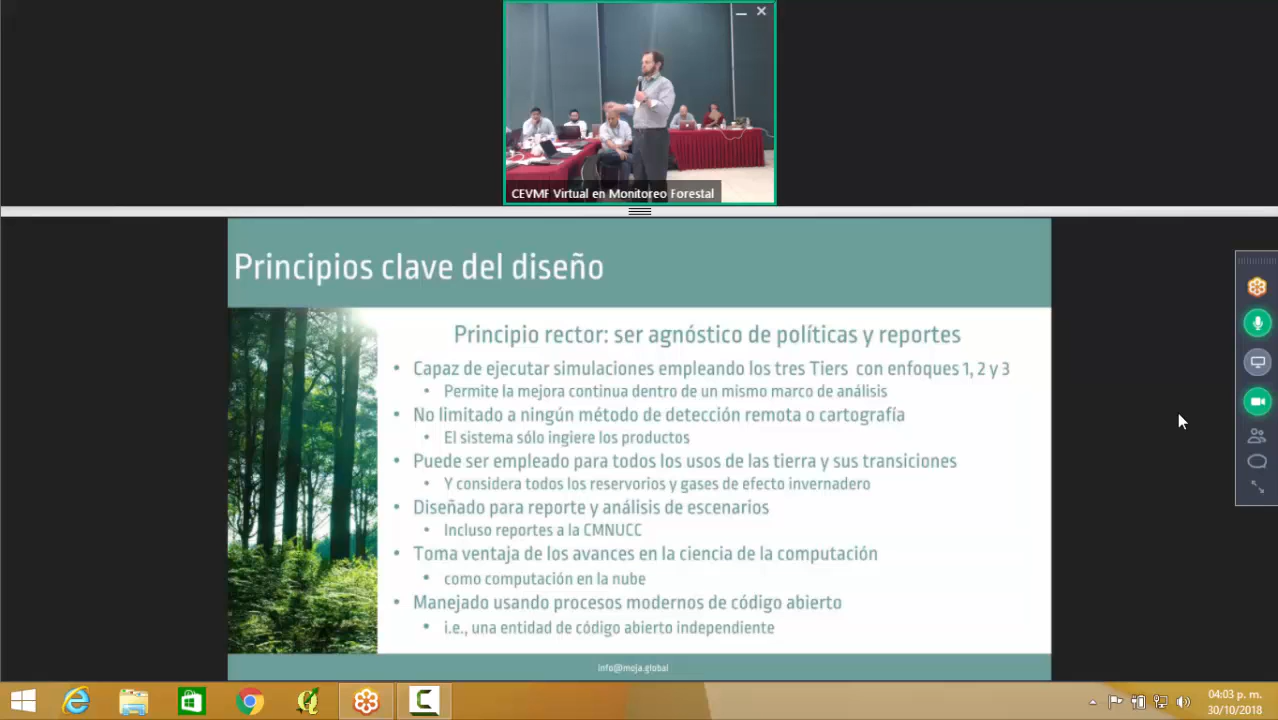 CEVMF Virtual en Monitoreo Forestal
Principios clave del diseño
Principio rector: ser agnóstico de políticas y reportes
• Capaz de ejecutar simulaciones empleando los tres Tiers con enfoques 1, 2 y 3
• Permite la mejora continua dentro de un mismo marco de análisis
• No limitado a ningún método de detección remota o cartografía
• El sistema sólo ingiere los productos
• Puede ser empleado para todos los usos de las tierra y sus transiciones
• Y considera todos los reservorios y gases de efecto invernadero
• Diseñado para reporte y análisis de escenarios
• Incluso reportes a la CMNUCC
• Toma ventaja de los avances en la ciencia de la computación
• como computación en la nube
• Manejado usando procesos modernos de código abierto
• i.e., una entidad de código abierto independiente
info@moja.global
04:03 p. m.
30/10/2018